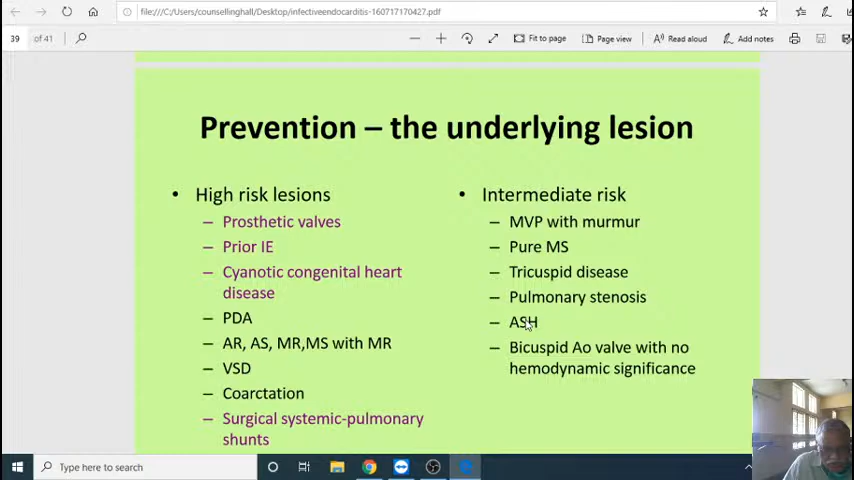 file:///C:/Users/counsellinghall/Desktop/infectiveendocarditis-160717170427.pdf
39 of 41
Fit to page
Page view
Read aloud
Add notes
Prevention – the underlying lesion
• High risk lesions
– Prosthetic valves
– Prior IE
– Cyanotic congenital heart
disease
– PDA
– AR, AS, MR,MS with MR
– VSD
– Coarctation
– Surgical systemic-pulmonary
shunts
• Intermediate risk
– MVP with murmur
– Pure MS
– Tricuspid disease
– Pulmonary stenosis
– ASH
– Bicuspid Ao valve with no
hemodynamic significance
Type here to search